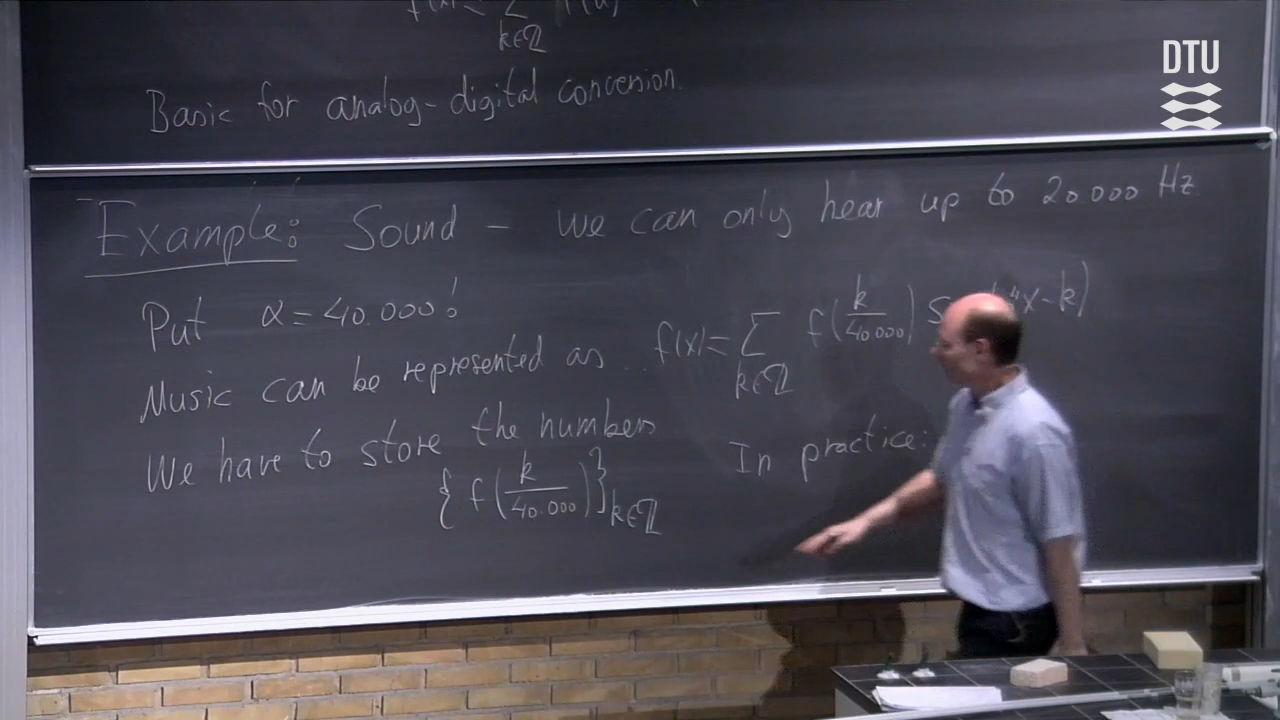 f(x) = ∑
k∈ℤ
Basic for analog-digital conversion.
DTU
Example: Sound - we can only hear up to 20.000 Hz.
Put α = 40.000!
Music can be represented as .. f(x) = ∑ k∈ℤ f(k/40.000) x-k)
We have to store the numbers
{ f(k/40.000) } k∈ℤ
In practice: